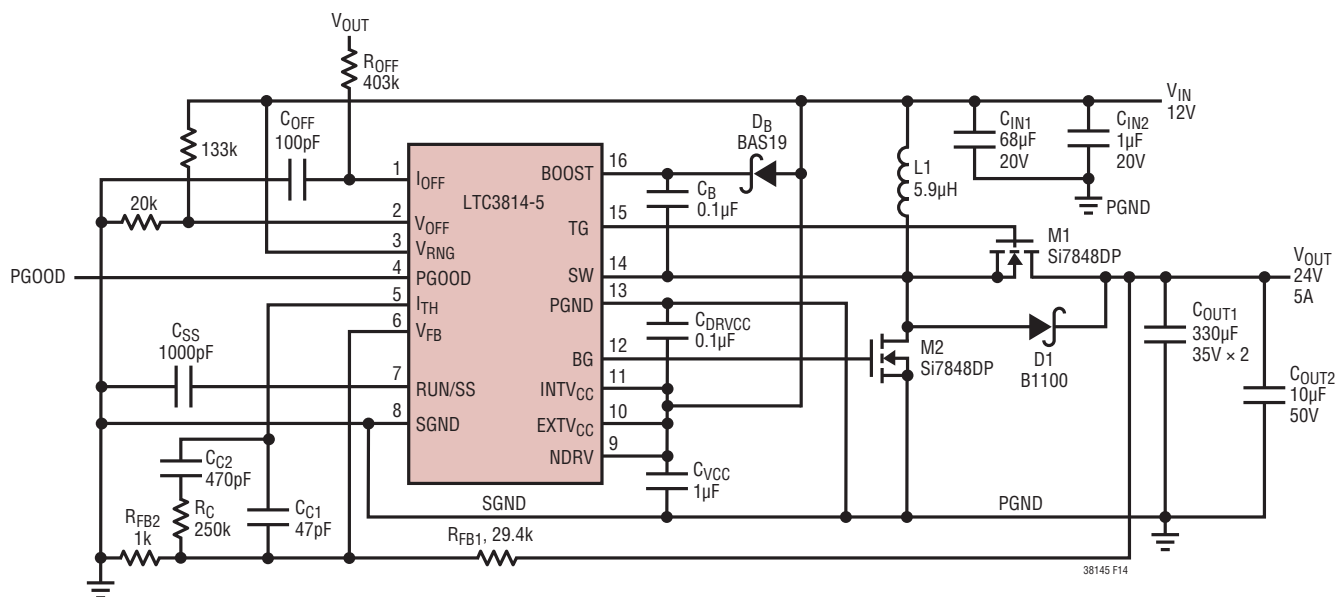 VOUT
ROFF
403k
VIN
12V
COFF
100pF
133k
DB
BAS19
CIN1
68µF
20V
CIN2
1µF
20V
PGND
L1
5.9µH
20k
LTC3814-5
1
IOFF
2
VOFF
3
VRNG
4
PGOOD
5
ITH
6
VFB
7
RUN/SS
8
SGND
16
BOOST
15
TG
14
SW
13
PGND
12
BG
11
INTVCC
10
EXTVCC
9
NDRV
PGOOD
CB
0.1µF
CDRVCC
0.1µF
M1
Si7848DP
VOUT
24V
5A
M2
Si7848DP
D1
B1100
COUT1
330µF
35V × 2
COUT2
10µF
50V
CSS
1000pF
CC2
470pF
RC
250k
CC1
47pF
CVCC
1µF
SGND
PGND
RFB2
1k
RFB1, 29.4k
38145 F14